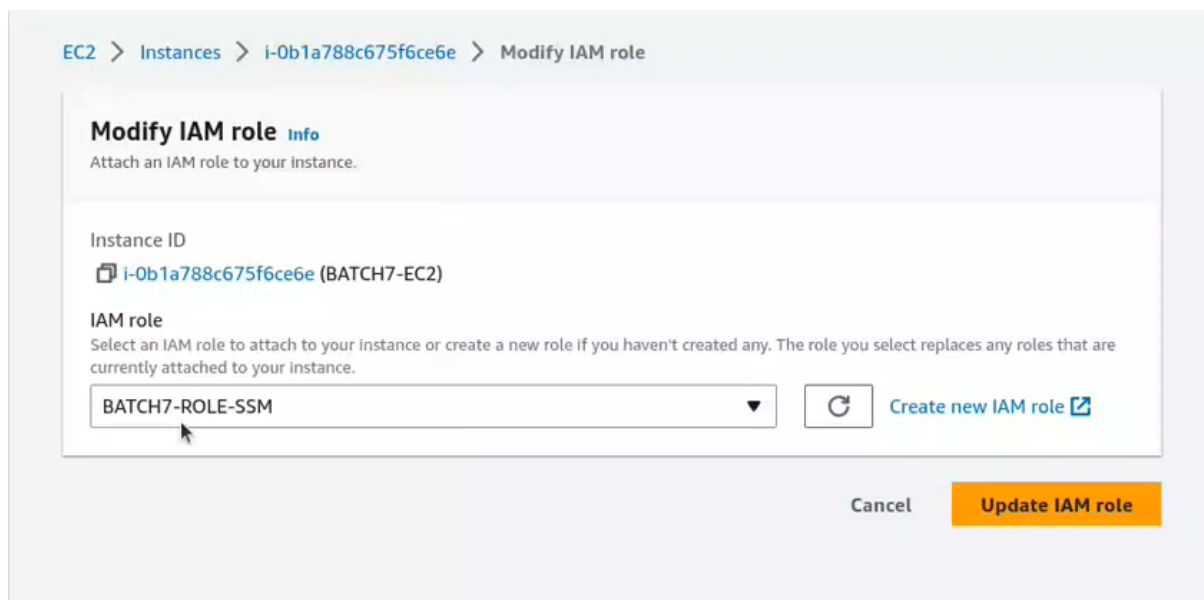 EC2 > Instances > i-0b1a788c675f6ce6e > Modify IAM role
Modify IAM role Info
Attach an IAM role to your instance.
Instance ID
i-0b1a788c675f6ce6e (BATCH7-EC2)
IAM role
Select an IAM role to attach to your instance or create a new role if you haven't created any. The role you select replaces any roles that are
currently attached to your instance.
BATCH7-ROLE-SSM
Create new IAM role
Cancel
Update IAM role